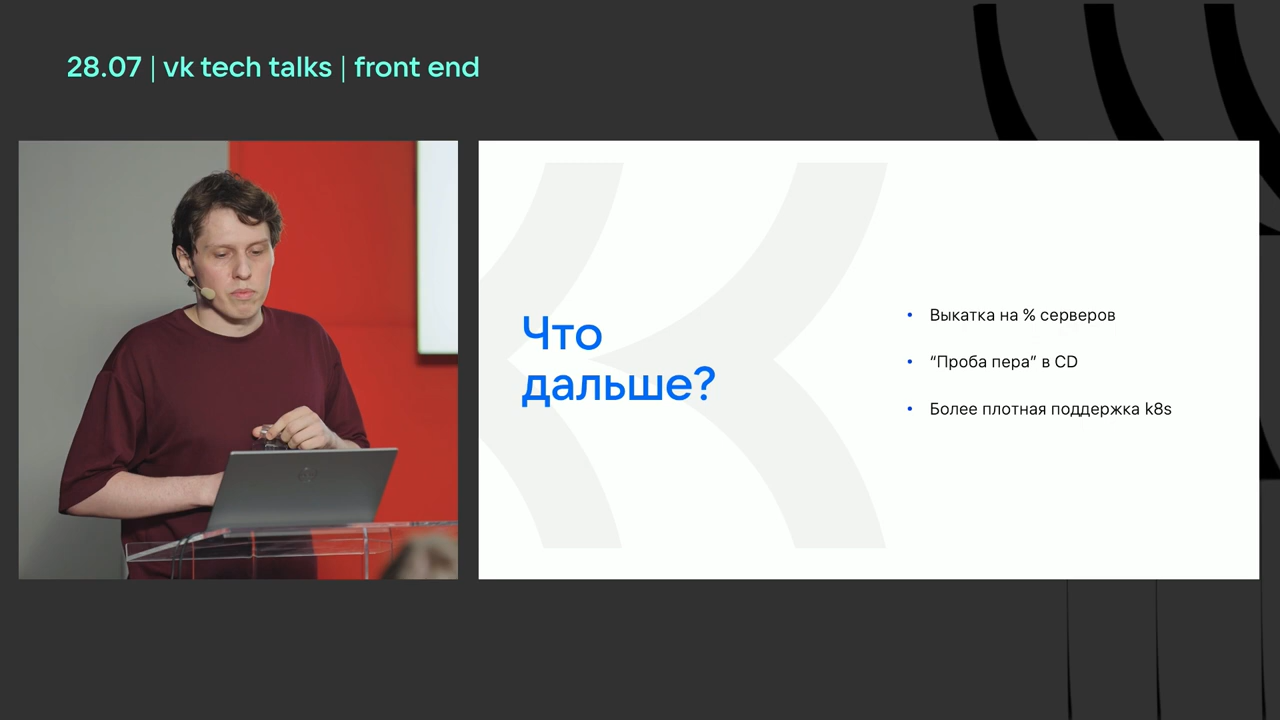 28.07 | vk tech talks | front end
Что
дальше?
• Выкатка на % серверов
• “Проба пера” в CD
• Более плотная поддержка k8s